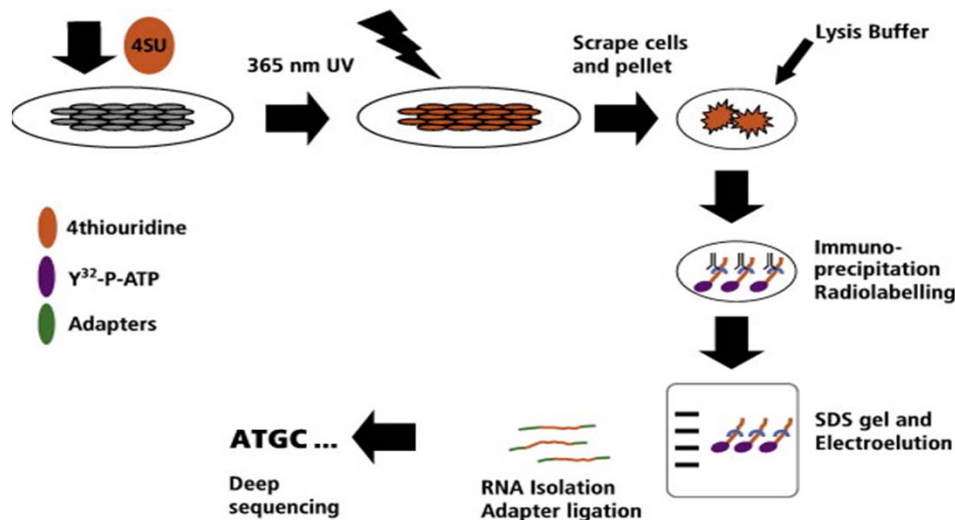 4SU
365 nm UV
Scrape cells
and pellet
Lysis Buffer
4thiouridine
Y³²-P-ATP
Adapters
Immuno-
precipitation
Radiolabelling
SDS gel and
Electroelution
RNA Isolation
Adapter ligation
ATGC ...
Deep
sequencing